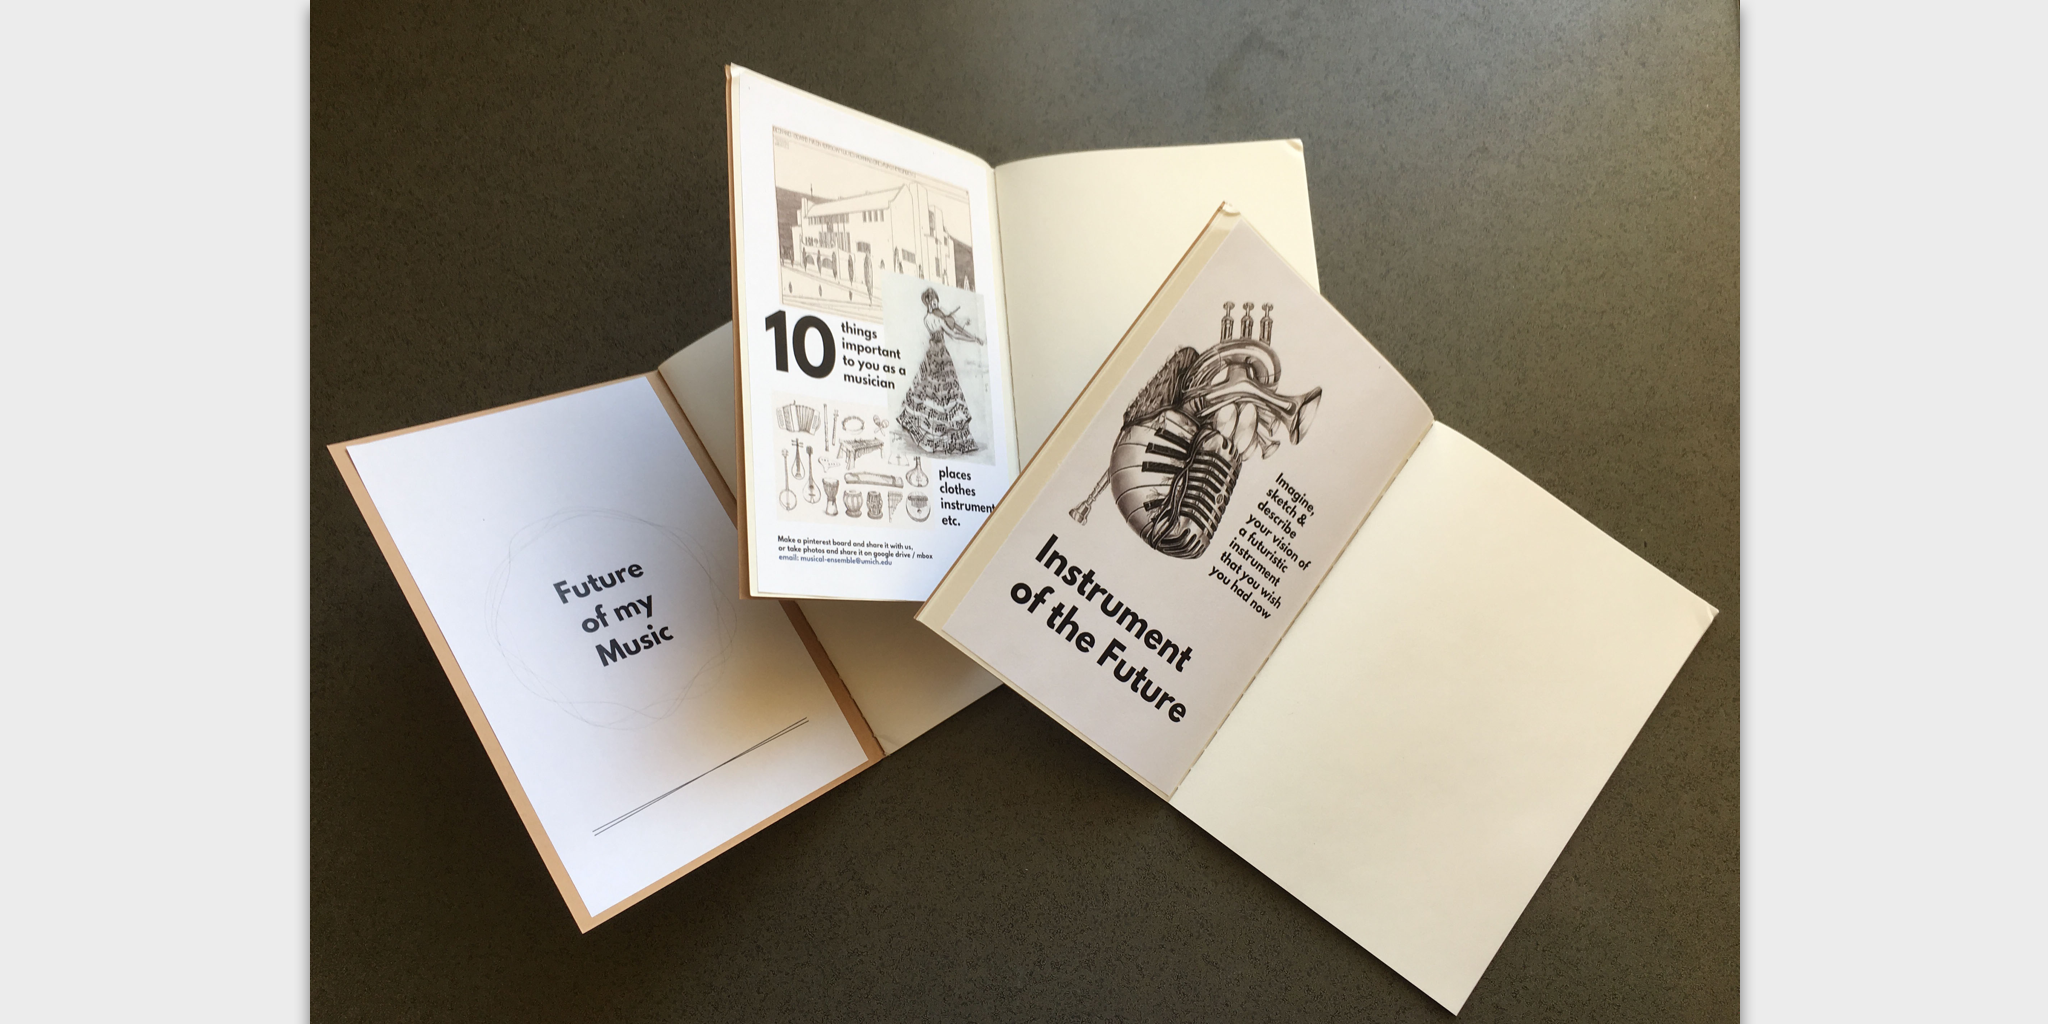 Future
of my
Music
10
things
important
to you as a
musician
places
clothes
instrument
etc.
Make a pinterest board and share it with us,
or take photos and share it on google drive / mbox
email: musical-ensemble@umich.edu
Imagine,
sketch &
describe
your vision of
a futuristic
instrument
that you wish
you had now
Instrument
of the Future